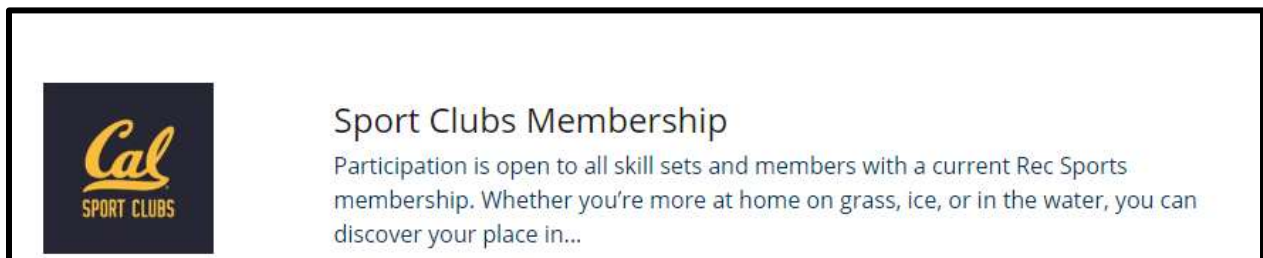 Cal
SPORT CLUBS
Sport Clubs Membership
Participation is open to all skill sets and members with a current Rec Sports
membership. Whether you’re more at home on grass, ice, or in the water, you can
discover your place in...